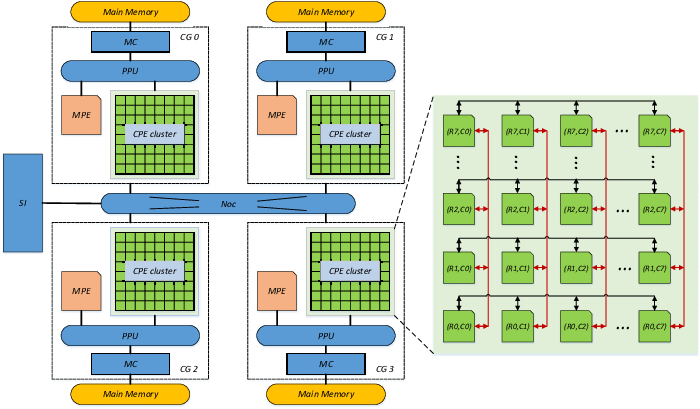 Main Memory
Main Memory
CG 0
CG 1
MC
MC
PPU
PPU
MPE
CPE cluster
MPE
CPE cluster
(R7,C0)
(R7,C1)
(R7,C2)
...
(R7,C7)
SI
Noc
(R2,C0)
(R2,C1)
(R2,C2)
...
(R2,C7)
CPE cluster
CPE cluster
MPE
MPE
(R1,C0)
(R1,C1)
(R1,C2)
...
(R1,C7)
PPU
PPU
(R0,C0)
(R0,C1)
(R0,C2)
...
(R0,C7)
MC
MC
CG 2
CG 3
Main Memory
Main Memory